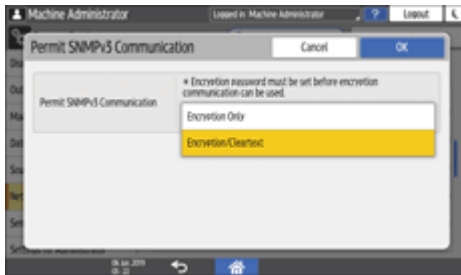 Machine Administrator
Logged in: Machine Administrator
?
Logout
Permit SNMPv3 Communication
Cancel
OK
Permit SNMPv3 Communication
* Encryption password must be set before encryption
communication can be used.
Encryption Only
Encryption/Cleartext